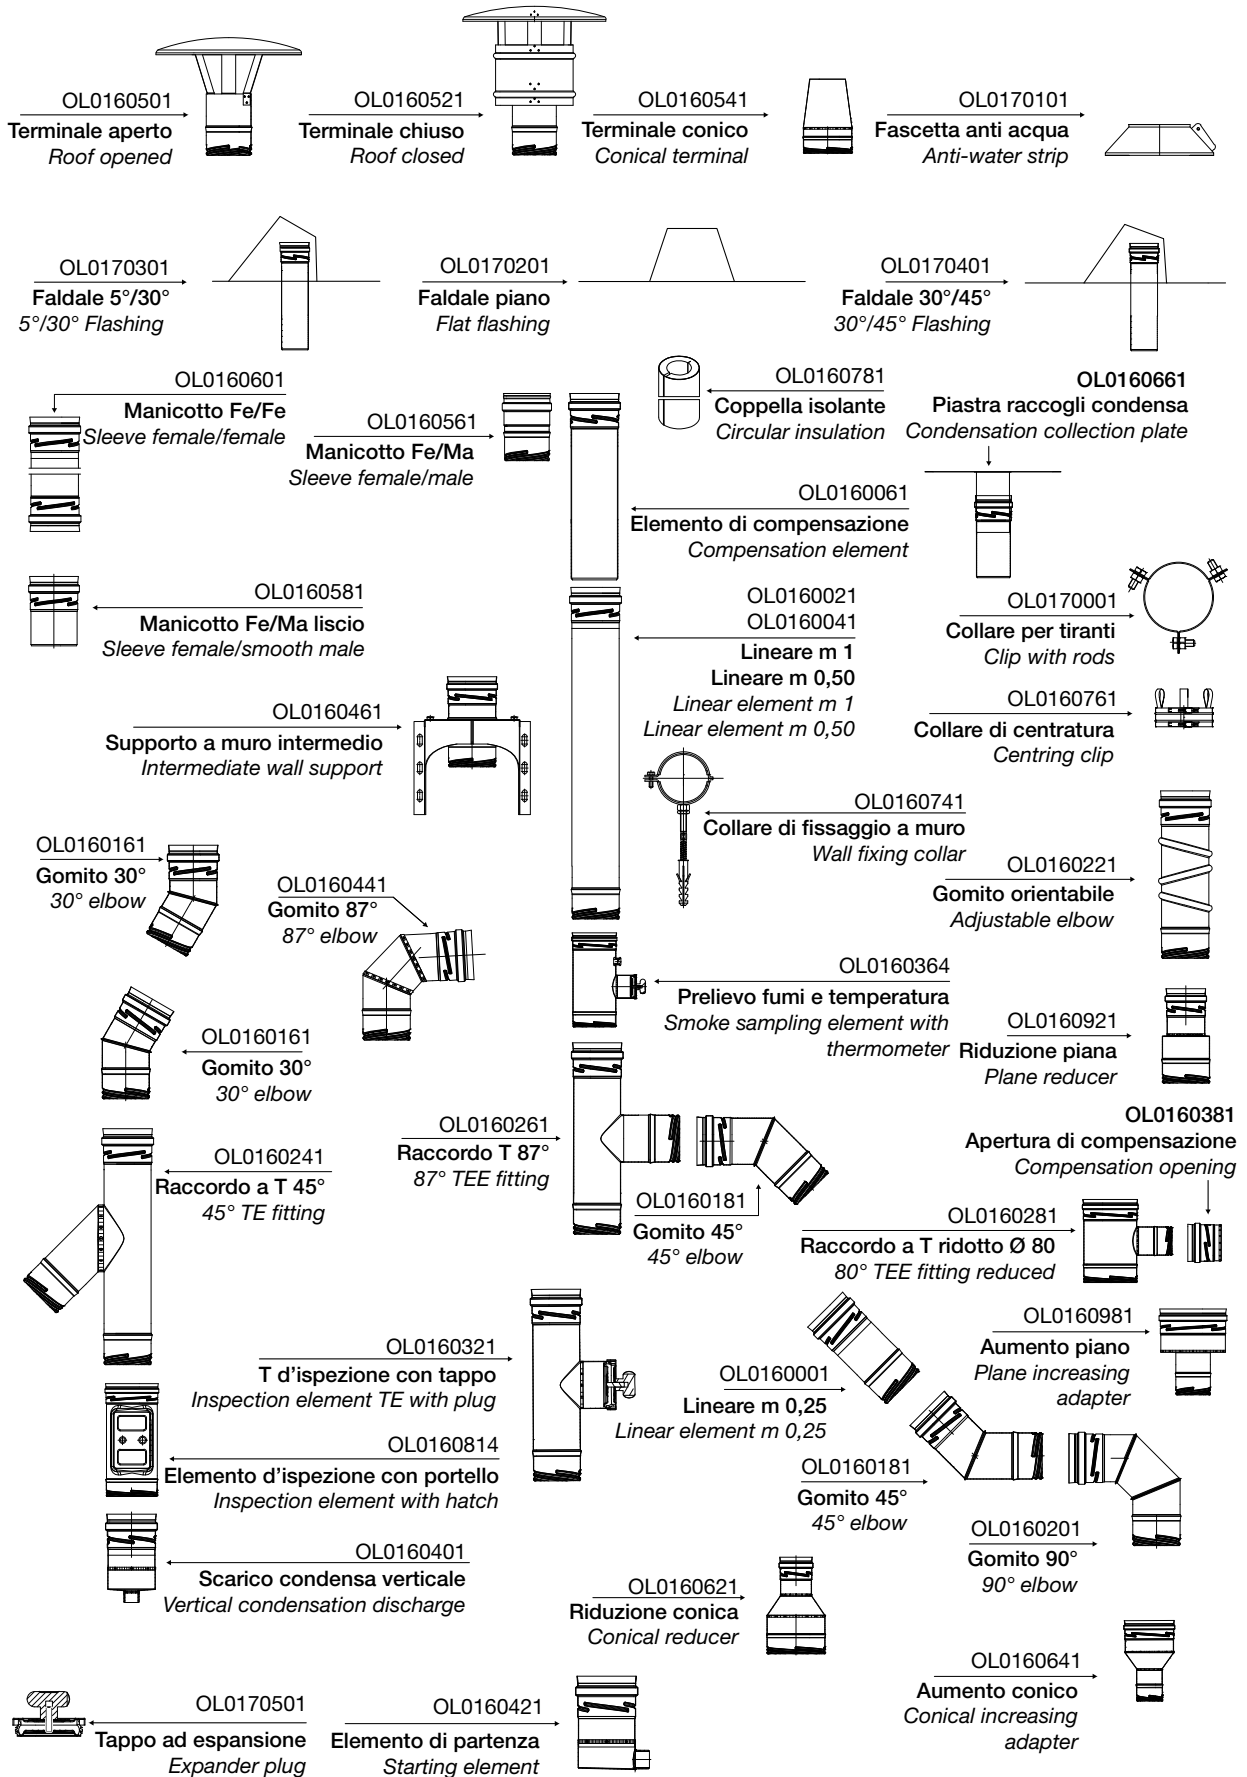 OL0160501
Terminale aperto
Roof opened
OL0160521
Terminale chiuso
Roof closed
OL0160541
Terminale conico
Conical terminal
OL0170101
Fascetta anti acqua
Anti-water strip
OL0170301
Faldale 5°/30°
5°/30° Flashing
OL0170201
Faldale piano
Flat flashing
OL0170401
Faldale 30°/45°
30°/45° Flashing
OL0160601
Manicotto Fe/Fe
Sleeve female/female
OL0160561
Manicotto Fe/Ma
Sleeve female/male
OL0160781
Coppella isolante
Circular insulation
OL0160661
Piastra raccogli condensa
Condensation collection plate
OL0160061
Elemento di compensazione
Compensation element
OL0160581
Manicotto Fe/Ma liscio
Sleeve female/smooth male
OL0160021
OL0160041
Lineare m 1
Lineare m 0,50
Linear element m 1
Linear element m 0,50
OL0170001
Collare per tiranti
Clip with rods
OL0160461
Supporto a muro intermedio
Intermediate wall support
OL0160761
Collare di centratura
Centring clip
OL0160741
Collare di fissaggio a muro
Wall fixing collar
OL0160161
Gomito 30°
30° elbow
OL0160441
Gomito 87°
87° elbow
OL0160221
Gomito orientabile
Adjustable elbow
OL0160364
Prelievo fumi e temperatura
Smoke sampling element with
thermometer
OL0160921
Riduzione piana
Plane reducer
OL0160161
Gomito 30°
30° elbow
OL0160261
Raccordo T 87°
87° TEE fitting
OL0160381
Apertura di compensazione
Compensation opening
OL0160241
Raccordo a T 45°
45° TE fitting
OL0160181
Gomito 45°
45° elbow
OL0160281
Raccordo a T ridotto Ø 80
80° TEE fitting reduced
OL0160321
T d'ispezione con tappo
Inspection element TE with plug
OL0160001
Lineare m 0,25
Linear element m 0,25
OL0160981
Aumento piano
Plane increasing
adapter
OL0160814
Elemento d'ispezione con portello
Inspection element with hatch
OL0160181
Gomito 45°
45° elbow
OL0160201
Gomito 90°
90° elbow
OL0160401
Scarico condensa verticale
Vertical condensation discharge
OL0160621
Riduzione conica
Conical reducer
OL0160641
Aumento conico
Conical increasing
adapter
OL0170501
Tappo ad espansione
Expander plug
OL0160421
Elemento di partenza
Starting element